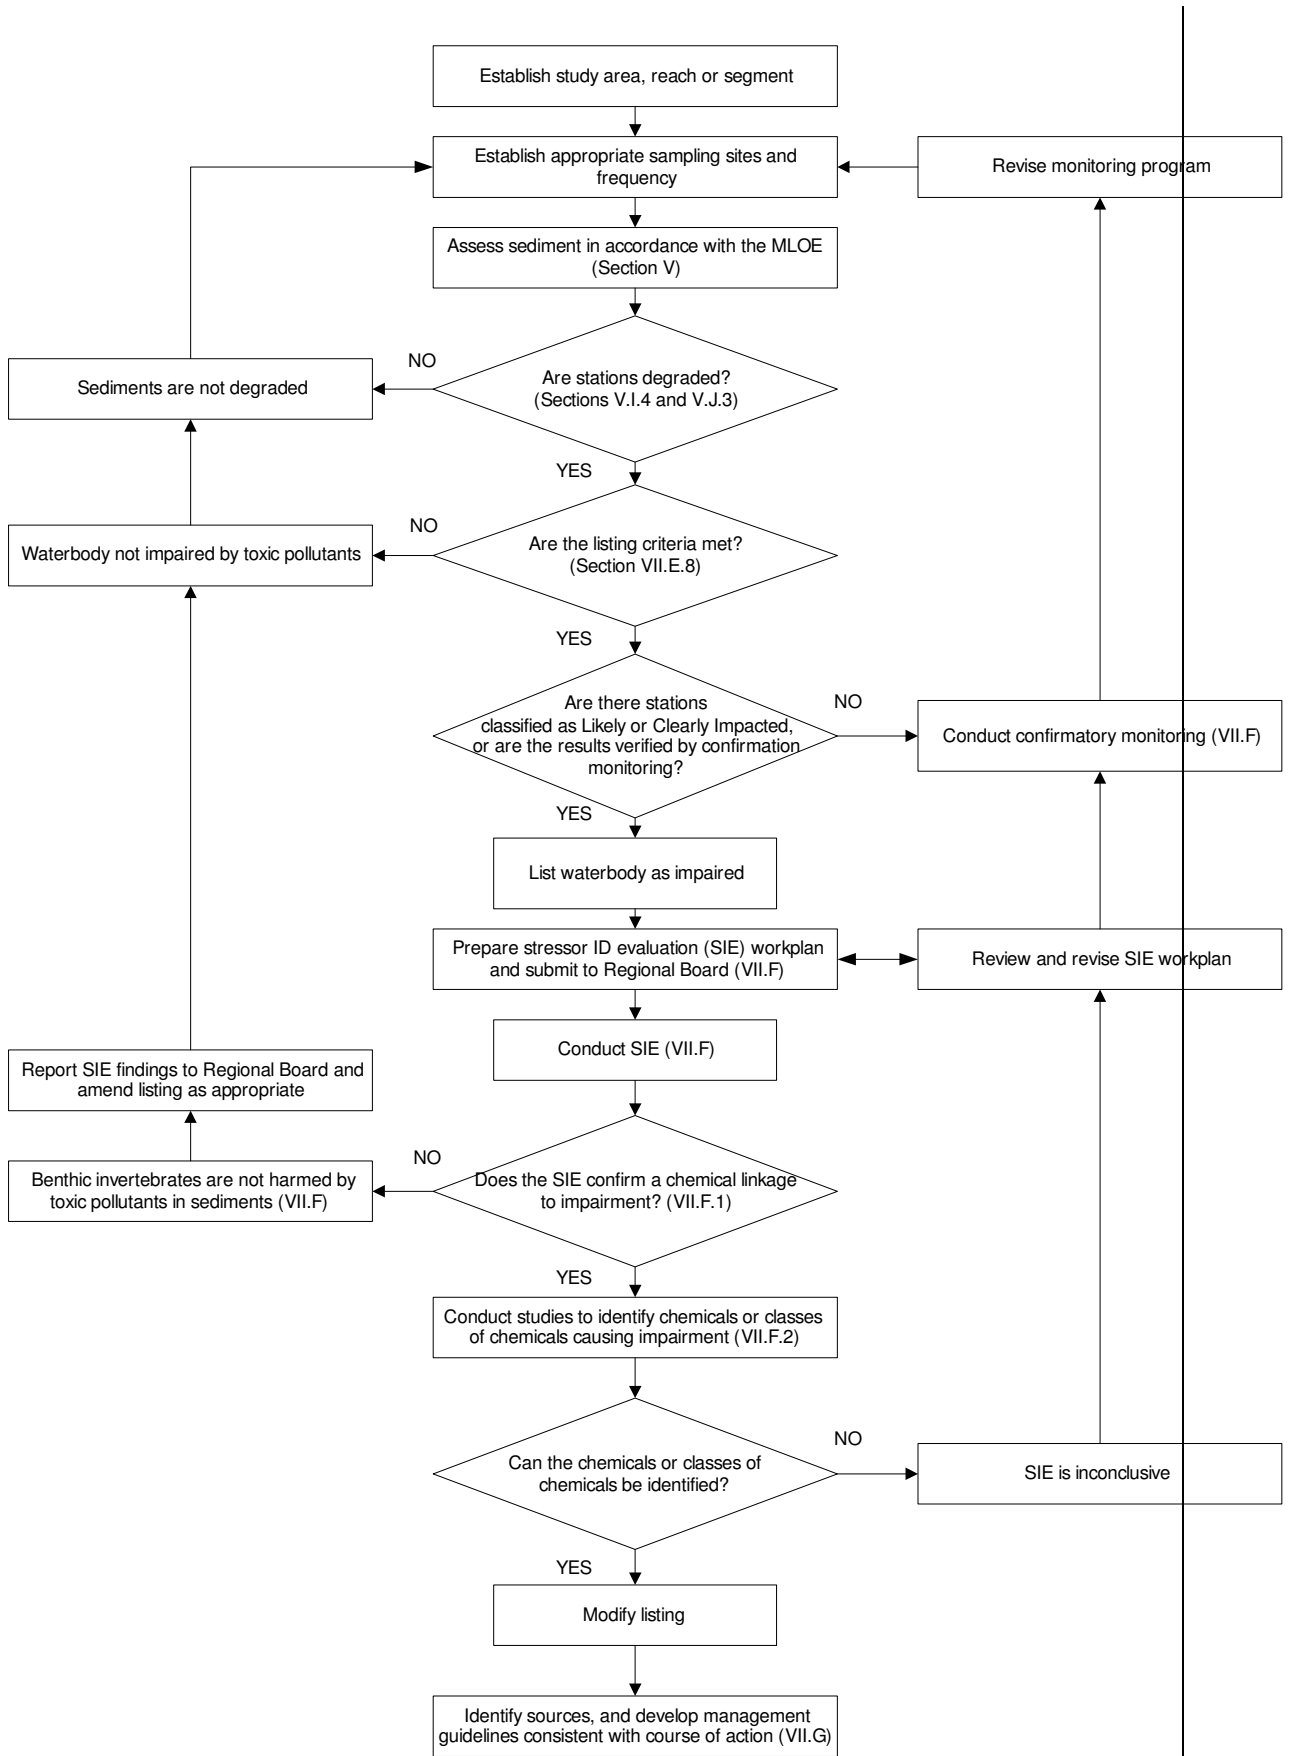 Establish study area, reach or segment
Establish appropriate sampling sites and
frequency
Revise monitoring program
Assess sediment in accordance with the MLOE
(Section V)
NO
Sediments are not degraded
Are stations degraded?
(Sections V.I.4 and V.J.3)
YES
NO
Waterbody not impaired by toxic pollutants
Are the listing criteria met?
(Section VII.E.8)
YES
Are there stations
classified as Likely or Clearly Impacted,
or are the results verified by confirmation
monitoring?
NO
Conduct confirmatory monitoring (VII.F)
YES
List waterbody as impaired
Prepare stressor ID evaluation (SIE) workplan
and submit to Regional Board (VII.F)
Review and revise SIE workplan
Conduct SIE (VII.F)
Report SIE findings to Regional Board and
amend listing as appropriate
NO
Benthic invertebrates are not harmed by
toxic pollutants in sediments (VII.F)
Does the SIE confirm a chemical linkage
to impairment? (VII.F.1)
YES
Conduct studies to identify chemicals or classes
of chemicals causing impairment (VII.F.2)
Can the chemicals or classes of
chemicals be identified?
NO
SIE is inconclusive
YES
Modify listing
Identify sources, and develop management
guidelines consistent with course of action (VII.G)